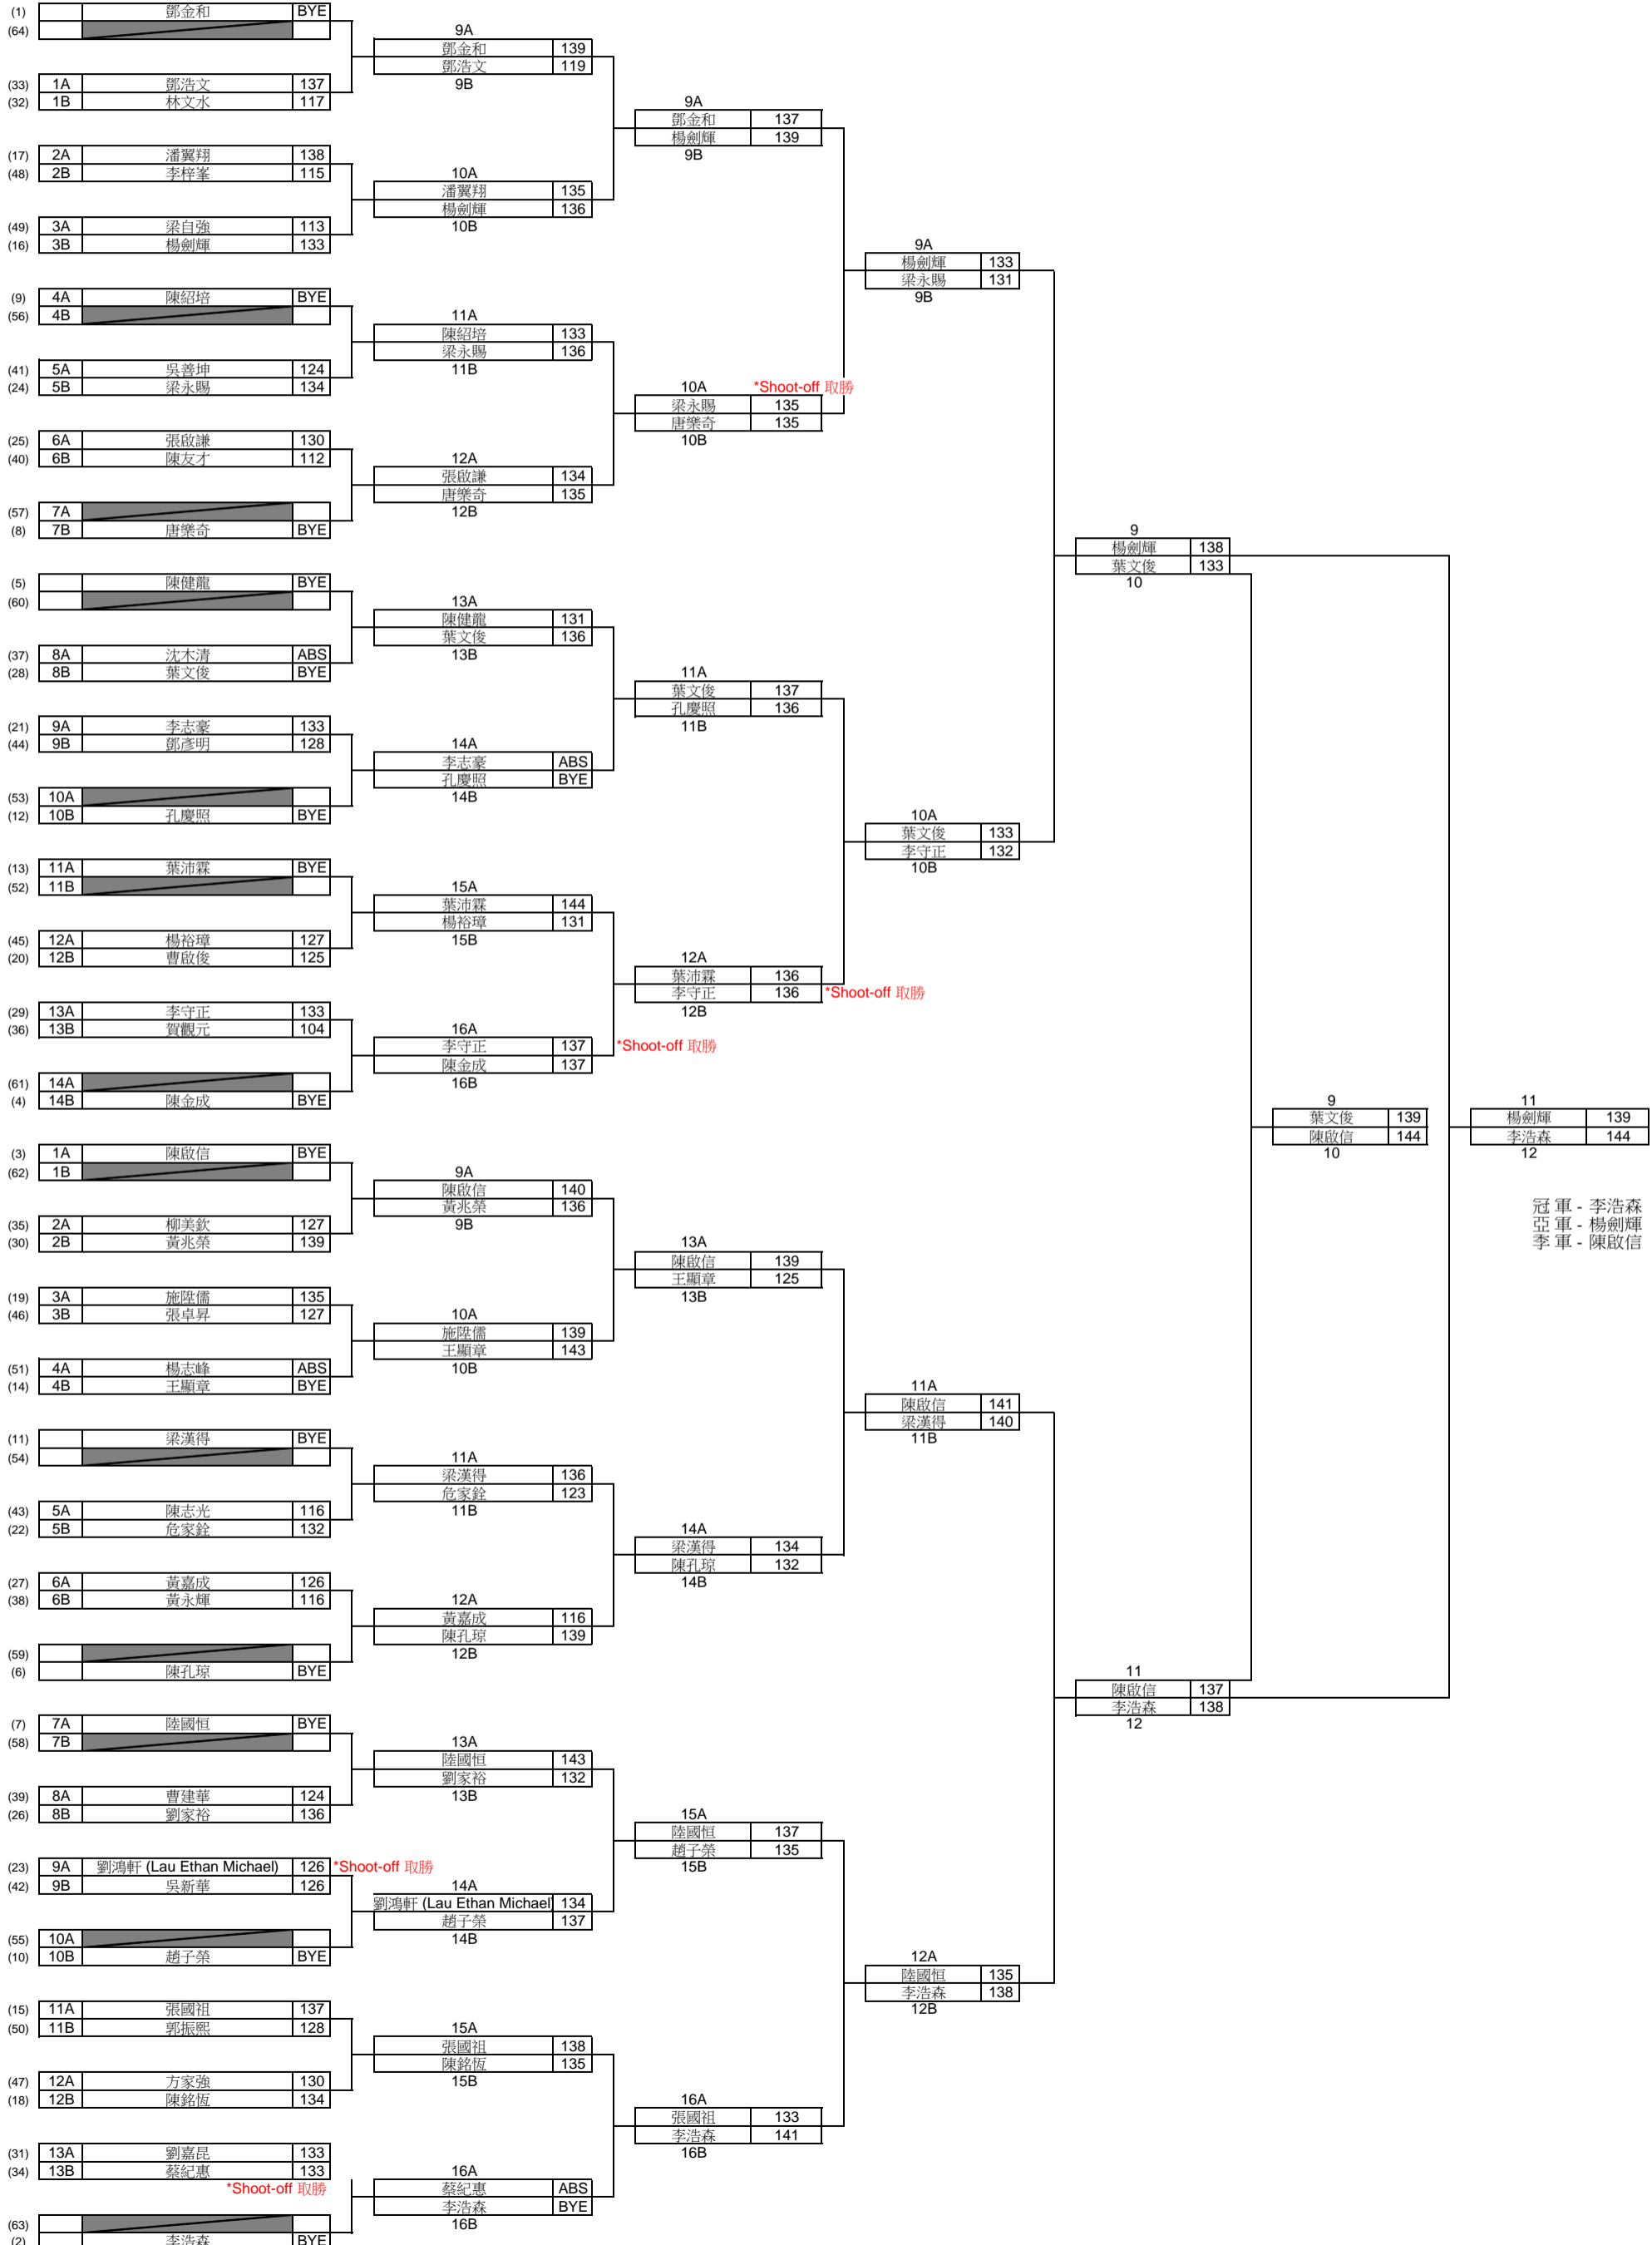 (1) 鄧金和 BYE
(64)
9A
鄧金和 139
鄧浩文 119
9B
(33) 1A 鄧浩文 137
(32) 1B 林文水 117
9A
鄧金和 137
楊劍輝 139
9B
(17) 2A 潘翼翔 138
(48) 2B 李梓峯 115
10A
潘翼翔 135
楊劍輝 136
10B
(49) 3A 梁自強 113
(16) 3B 楊劍輝 133
9A
楊劍輝 133
梁永賜 131
9B
(9) 4A 陳紹培 BYE
(56) 4B
11A
陳紹培 133
梁永賜 136
11B
(41) 5A 吳善坤 124
(24) 5B 梁永賜 134
10A *Shoot-off 取勝
梁永賜 135
唐樂奇 135
10B
(25) 6A 張啟謙 130
(40) 6B 陳友才 112
12A
張啟謙 134
唐樂奇 135
12B
(57) 7A
(8) 7B 唐樂奇 BYE
9
楊劍輝 138
葉文俊 133
10
(5) 陳健龍 BYE
(60)
13A
陳健龍 131
葉文俊 136
13B
(37) 8A 沈木清 ABS
(28) 8B 葉文俊 BYE
11A
葉文俊 137
孔慶照 136
11B
(21) 9A 李志豪 133
(44) 9B 鄧彥明 128
14A
李志豪 ABS
孔慶照 BYE
14B
(53) 10A
(12) 10B 孔慶照 BYE
10A
葉文俊 133
李守正 132
10B
(13) 11A 葉沛霖 BYE
(52) 11B
15A
葉沛霖 144
楊裕璋 131
15B
(45) 12A 楊裕璋 127
(20) 12B 曹啟俊 125
12A
葉沛霖 136
李守正 136 *Shoot-off 取勝
12B
(29) 13A 李守正 133
(36) 13B 賀觀元 104
16A
李守正 137 *Shoot-off 取勝
陳金成 137
16B
(61) 14A
(4) 14B 陳金成 BYE
9
葉文俊 139
陳啟信 144
10
11
楊劍輝 139
李浩森 144
12
(3) 1A 陳啟信 BYE
(62) 1B
9A
陳啟信 140
黃兆榮 136
9B
冠 軍 - 李浩森
亞 軍 - 楊劍輝
李 軍 - 陳啟信
(35) 2A 柳美欽 127
(30) 2B 黃兆榮 139
13A
陳啟信 139
王顯章 125
13B
(19) 3A 施陞儒 135
(46) 3B 張卓昇 127
10A
施陞儒 139
王顯章 143
10B
(51) 4A 楊志峰 ABS
(14) 4B 王顯章 BYE
11A
陳啟信 141
梁漢得 140
11B
(11) 梁漢得 BYE
(54)
11A
梁漢得 136
危家銓 123
11B
(43) 5A 陳志光 116
(22) 5B 危家銓 132
14A
梁漢得 134
陳孔琼 132
14B
(27) 6A 黃嘉成 126
(38) 6B 黃永輝 116
12A
黃嘉成 116
陳孔琼 139
12B
(59)
(6) 陳孔琼 BYE
11
陳啟信 137
李浩森 138
12
(7) 7A 陸國恒 BYE
(58) 7B
13A
陸國恒 143
劉家裕 132
13B
(39) 8A 曹建華 124
(26) 8B 劉家裕 136
15A
陸國恒 137
趙子榮 135
15B
(23) 9A 劉鴻軒 (Lau Ethan Michael) 126 *Shoot-off 取勝
(42) 9B 吳新華 126
14A
劉鴻軒 (Lau Ethan Michael) 134
趙子榮 137
14B
(55) 10A
(10) 10B 趙子榮 BYE
12A
陸國恒 135
李浩森 138
12B
(15) 11A 張國祖 137
(50) 11B 郭振熙 128
15A
張國祖 138
陳銘恆 135
15B
(47) 12A 方家強 130
(18) 12B 陳銘恆 134
16A
張國祖 133
李浩森 141
16B
(31) 13A 劉嘉昆 133
(34) 13B 蔡紀惠 133
*Shoot-off 取勝
16A
蔡紀惠 ABS
李浩森 BYE
16B
(63)
(2) 李浩森 BYE